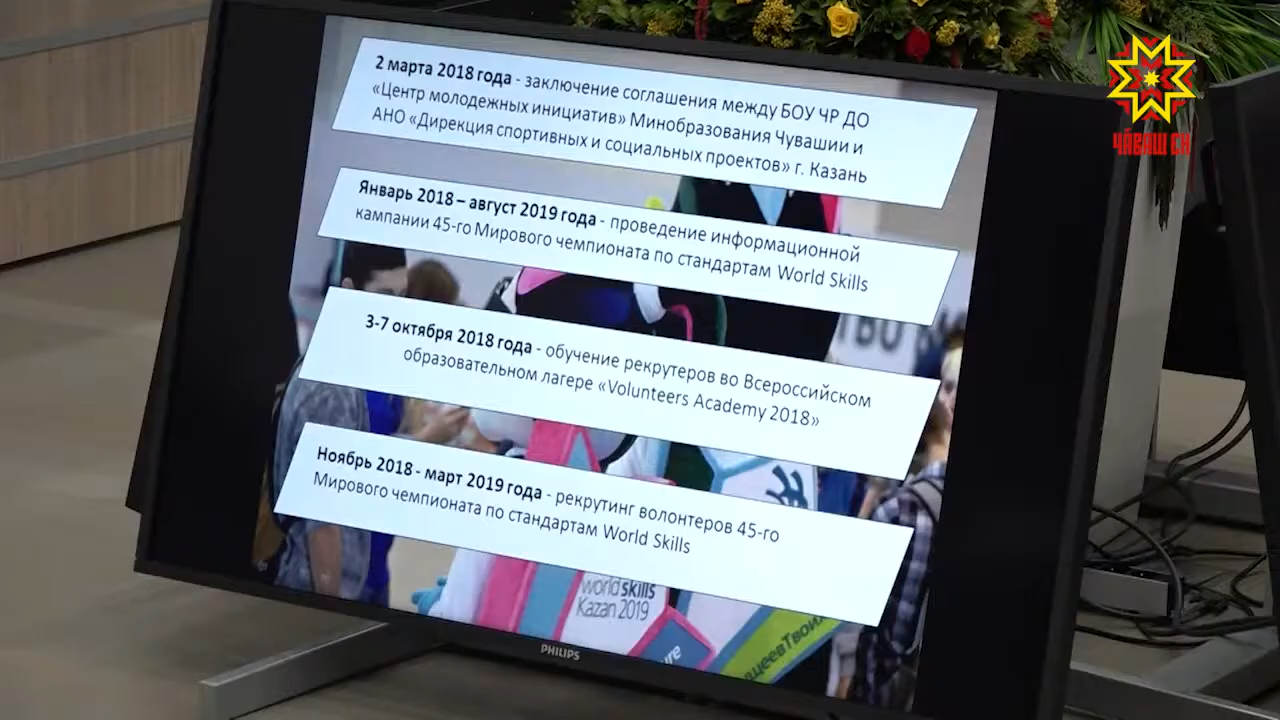 2 марта 2018 года - заключение соглашения между БОУ ЧР ДО
«Центр молодежных инициатив» Минобразования Чувашии и
АНО «Дирекция спортивных и социальных проектов» г. Казань
Январь 2018 – август 2019 года - проведение информационной
кампании 45-го Мирового чемпионата по стандартам World Skills
3-7 октября 2018 года - обучение рекрутеров во Всероссийском
образовательном лагере «Volunteers Academy 2018»
Ноябрь 2018 - март 2019 года - рекрутинг волонтеров 45-го
Мирового чемпионата по стандартам World Skills
worldskills
Kazan 2019
PHILIPS
ЧӐВАШ ЕН